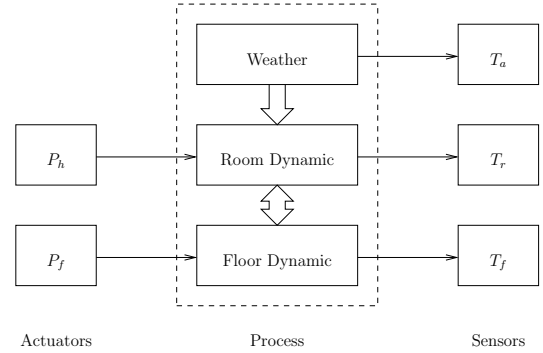 Weather
T_a
P_h
Room Dynamic
T_r
P_f
Floor Dynamic
T_f
Actuators
Process
Sensors